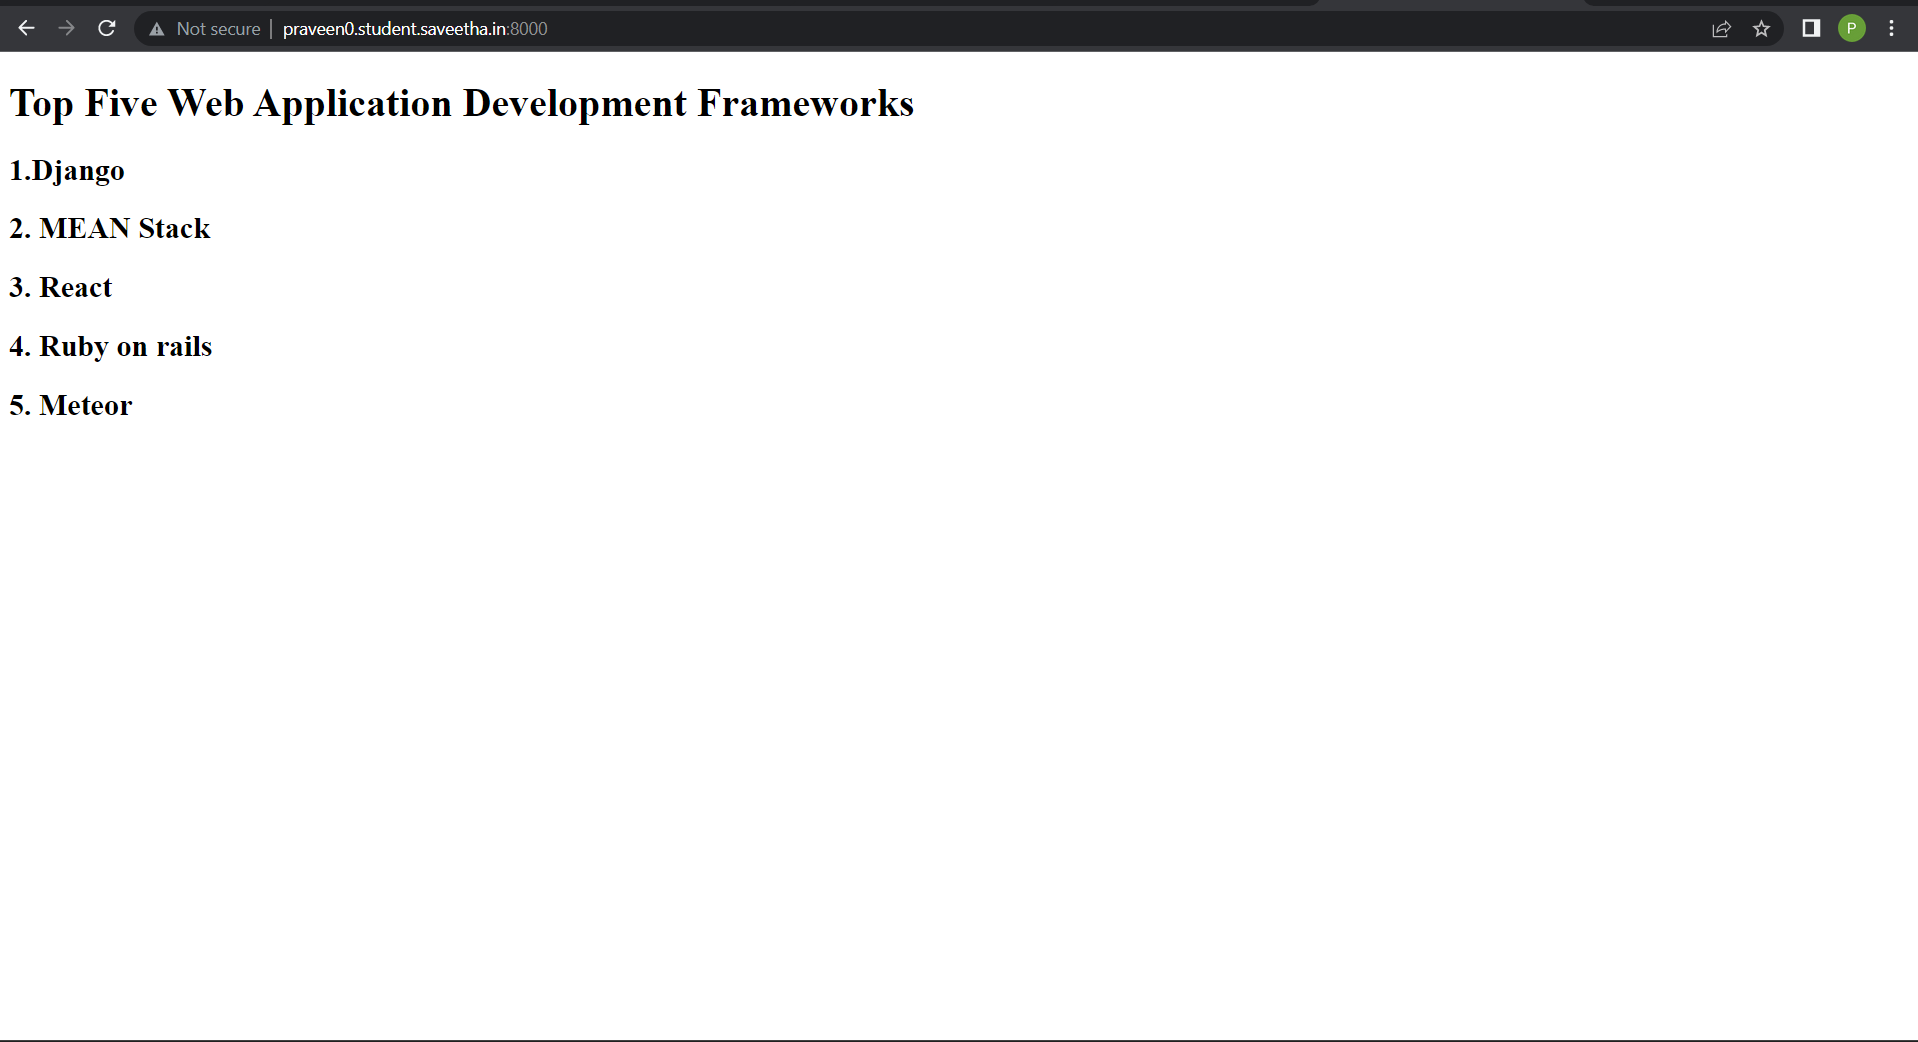 Not secure praveen0.student.saveetha.in:8000
P
Top Five Web Application Development Frameworks
1.Django
2. MEAN Stack
3. React
4. Ruby on rails
5. Meteor